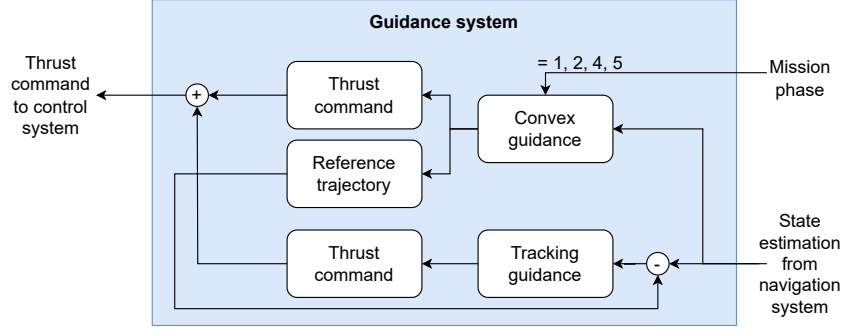 Guidance system
Thrust
command
to control
system
+
Thrust
command
= 1, 2, 4, 5
Convex
guidance
Mission
phase
Reference
trajectory
Thrust
command
Tracking
guidance
-
State
estimation
from
navigation
system